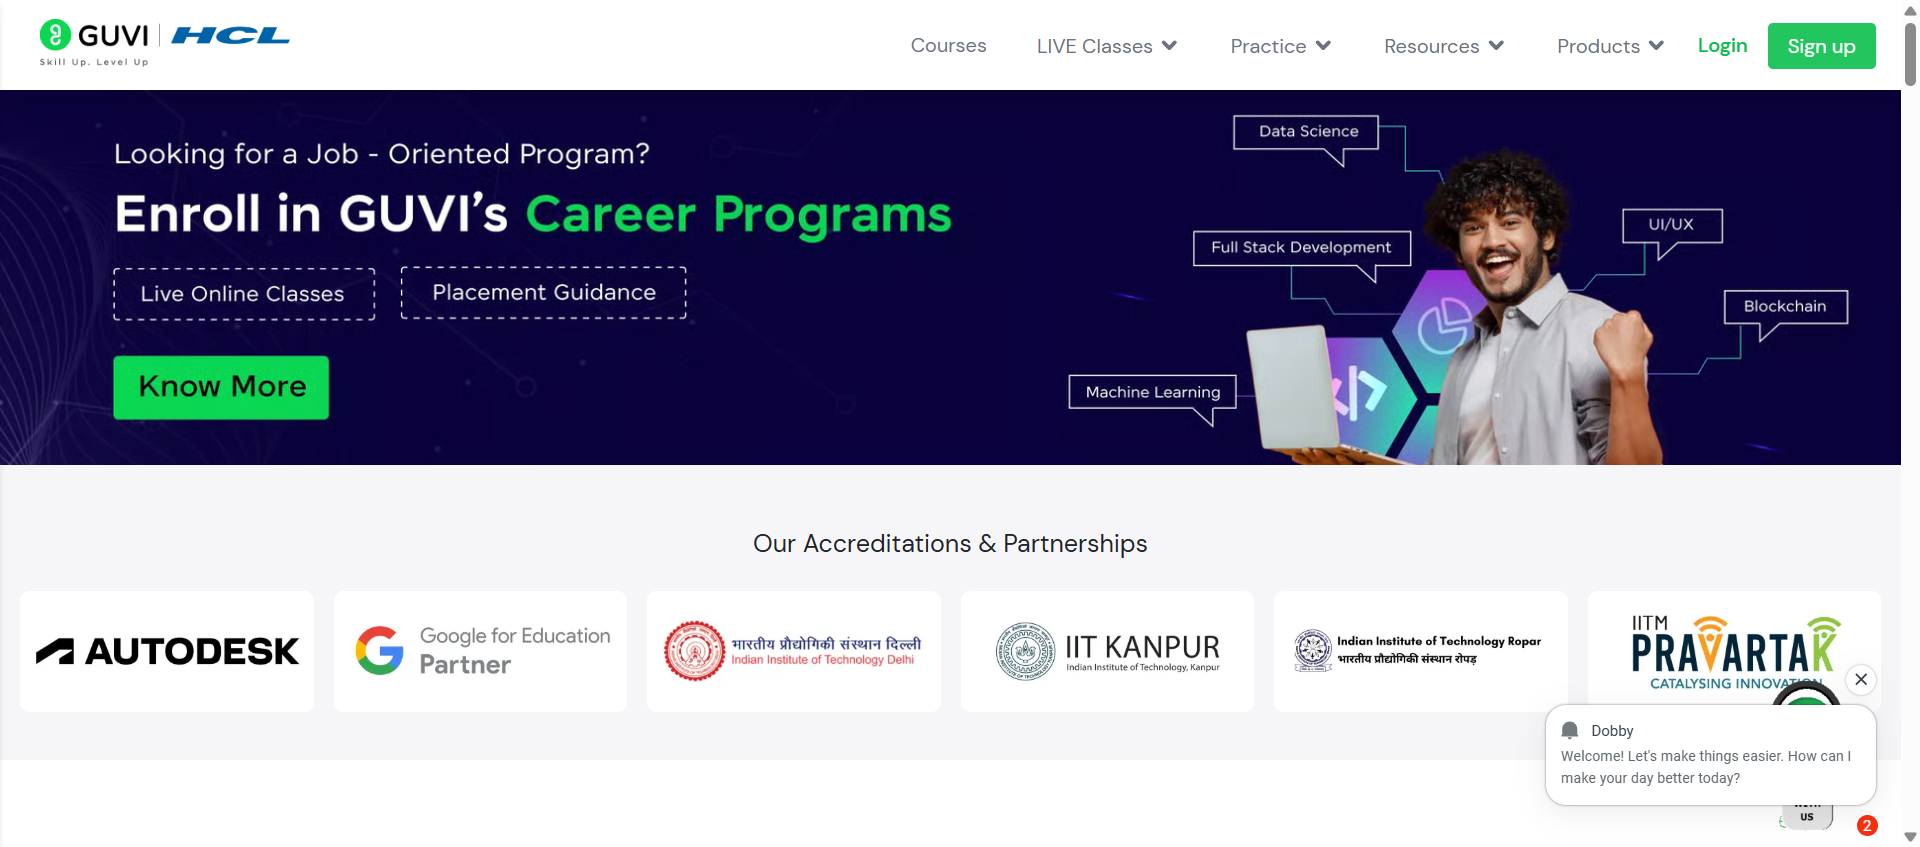 GUVI
HCL
Skill Up. Level Up
Courses
LIVE Classes
Practice
Resources
Products
Login
Sign up
Looking for a Job - Oriented Program?
Enroll in GUVI's Career Programs
Live Online Classes
Placement Guidance
Know More
Data Science
UI/UX
Full Stack Development
Blockchain
Machine Learning
Our Accreditations & Partnerships
AUTODESK
Google for Education
Partner
भारतीय प्रौद्योगिकी संस्थान दिल्ली
Indian Institute of Technology Delhi
IIT KANPUR
Indian Institute of Technology, Kanpur
Indian Institute of Technology Ropar
भारतीय प्रौद्योगिकी संस्थान रोपड़
IITM
PRAVARTAK
CATALYSING INNOVATION
Dobby
Welcome! Let's make things easier. How can I
make your day better today?
US
2